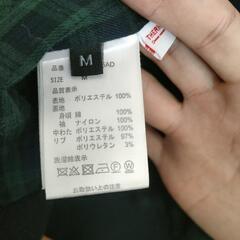 M
SIZE M
品質表示
表地 ポリエステル 100%
裏地
身頃 綿 100%
袖 ナイロン 100%
中わた ポリエステル 100%
リブ ポリエステル 97%
ポリウレタン 3%
洗濯絵表示
お取扱い上の注意